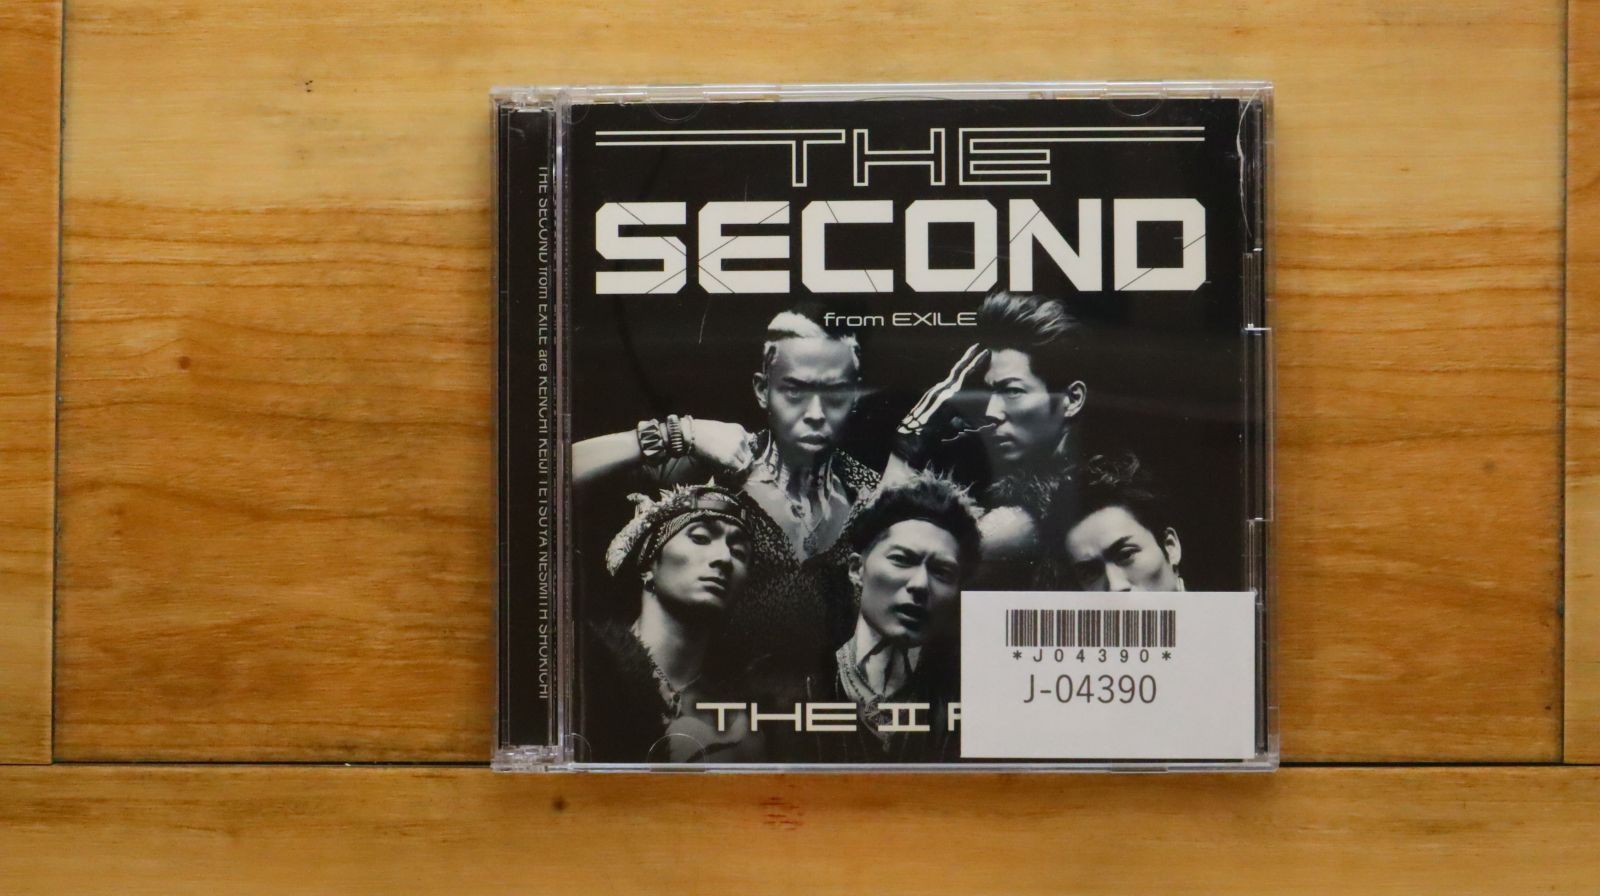 THE
SECOND
from EXILE
THE II
*J04390*
J-04390
THE SECOND from EXILE are KENCHI KEIJI TETSUYA NESMITH SHOKICHI